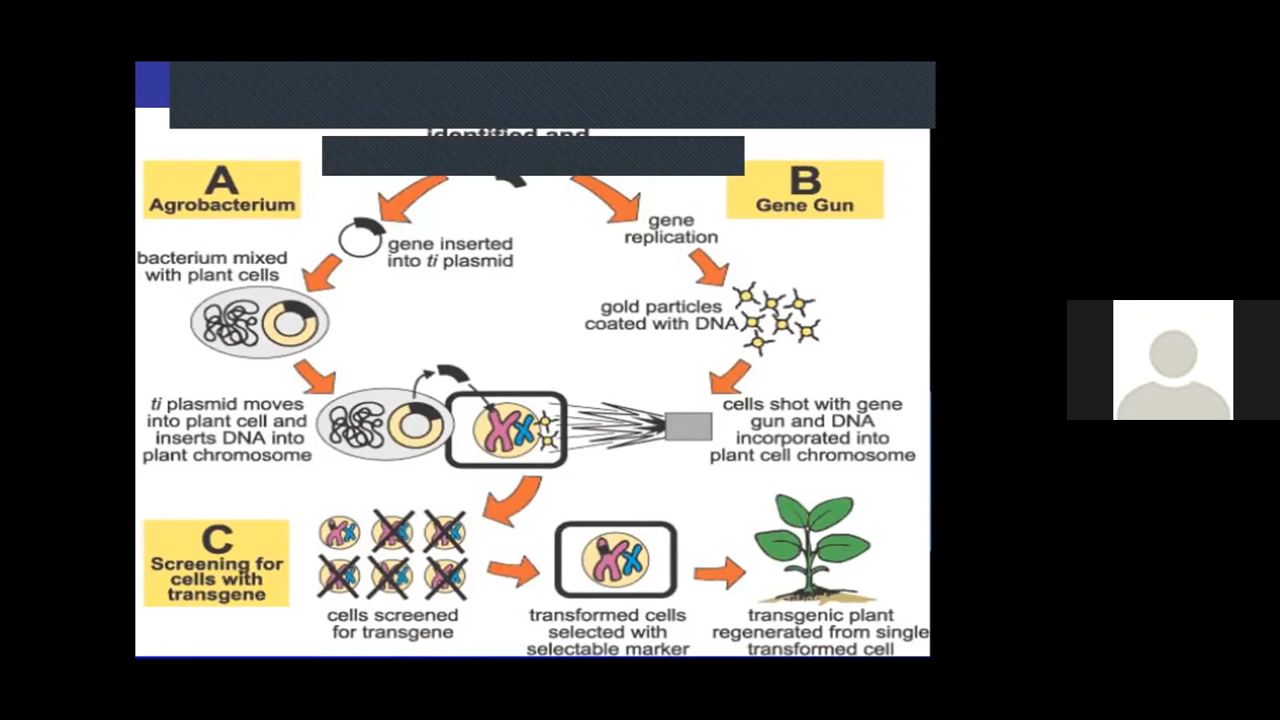 identified and
A
Agrobacterium
B
Gene Gun
gene inserted
into ti plasmid
gene
replication
bacterium mixed
with plant cells
gold particles
coated with DNA
ti plasmid moves
into plant cell and
inserts DNA into
plant chromosome
cells shot with gene
gun and DNA
incorporated into
plant cell chromosome
C
Screening for
cells with
transgene
cells screened
for transgene
transformed cells
selected with
selectable marker
transgenic plant
regenerated from single
transformed cell